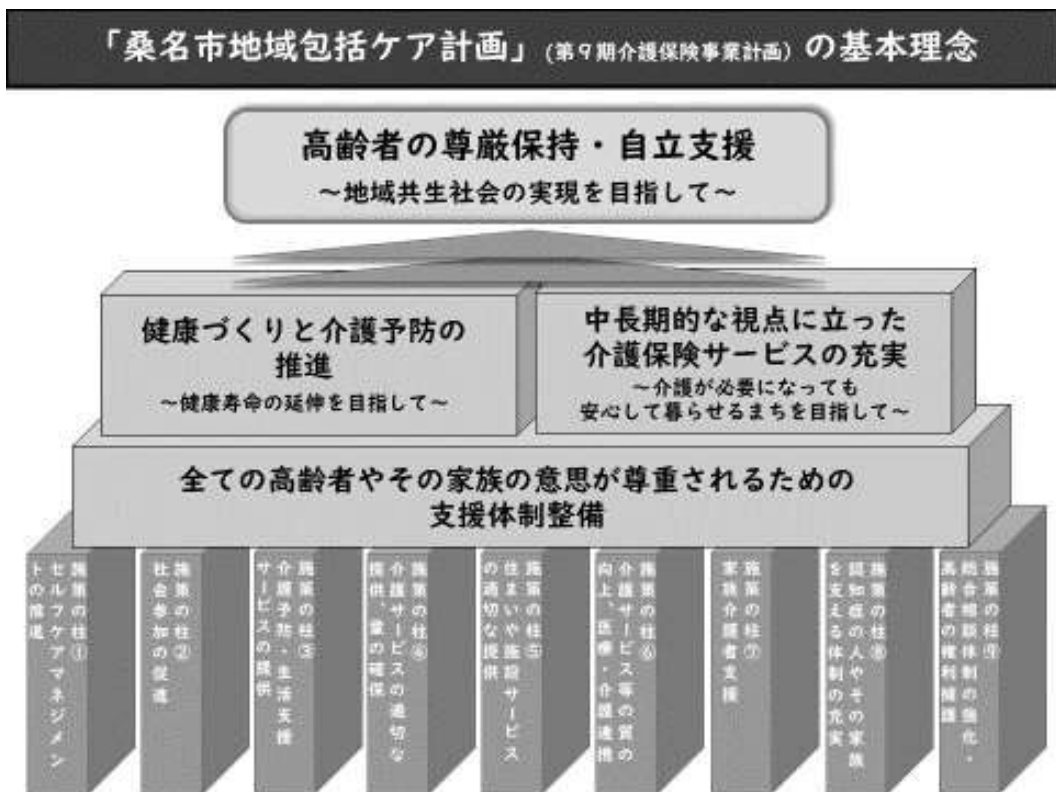 「桑名市地域包括ケア計画」(第9期介護保険事業計画)の基本理念
高齢者の尊厳保持・自立支援
～地域共生社会の実現を目指して～
健康づくりと介護予防の
推進
～健康寿命の延伸を目指して～
中長期的な視点に立った
介護保険サービスの充実
～介護が必要になっても
安心して暮らせるまちを目指して～
全ての高齢者やその家族の意思が尊重されるための
支援体制整備
施策の柱①
セルフケアマネジメン
トの推進
施策の柱②
社会参加の促進
施策の柱③
介護予防・生活支援
サービスの提供
施策の柱④
介護サービスの適切な
提供、量の確保
施策の柱⑤
住まいや施設サービス
の適切な提供
施策の柱⑥
介護サービス等の質の
向上、医療・介護連携
施策の柱⑦
家族介護者支援
施策の柱⑧
認知症の人やその家族
を支える体制の充実
施策の柱⑨
総合相談体制の強化・
高齢者の権利擁護